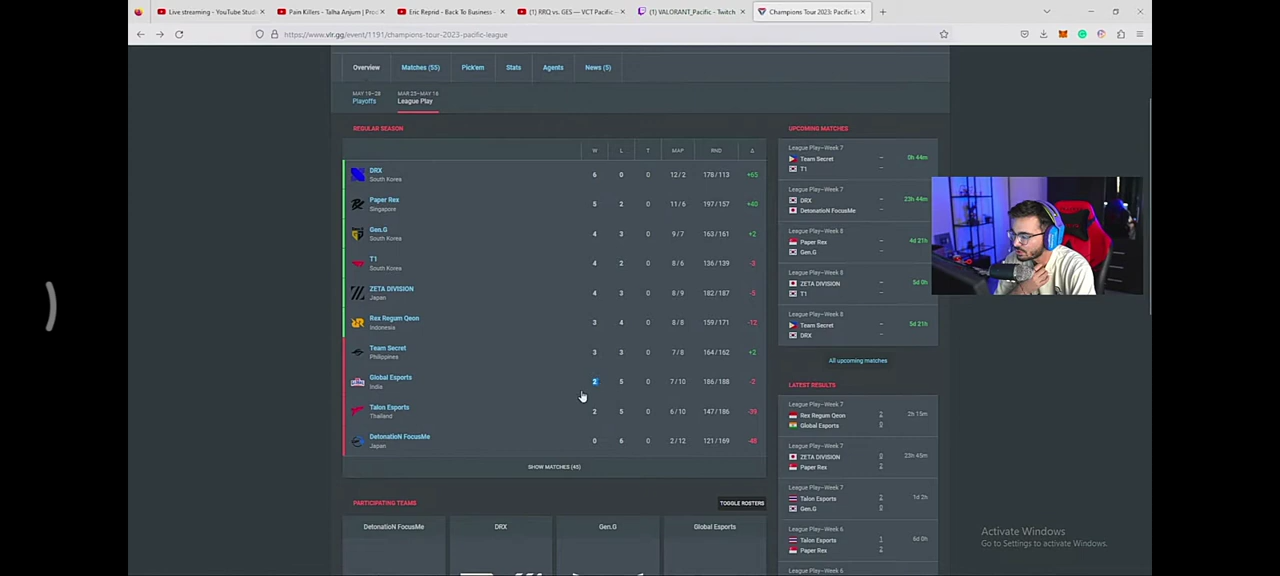 Live streaming - YouTube Studio
Pain Killers - Talha Anjum | Proc
Eric Reprid - Back To Business -
(1) RRQ vs. GES — VCT Pacific —
(1) VALORANT_Pacific - Twitch
Champions Tour 2023: Pacific L
https://www.vlr.gg/event/1191/champions-tour-2023-pacific-league
Overview Matches (55) Pick'em Stats Agents News (5)
MAY 19–28 MAR 25–MAY 16
Playoffs League Play
REGULAR SEASON
W L T MAP RND Δ
DRX 6 0 0 12/2 178/113 +65
South Korea
Paper Rex 5 2 0 11/6 197/157 +40
Singapore
Gen.G 4 3 0 9/7 163/161 +2
South Korea
T1 4 2 0 8/6 136/139 -3
South Korea
ZETA DIVISION 4 3 0 8/9 182/187 -5
Japan
Rex Regum Qeon 3 4 0 8/8 159/171 -12
Indonesia
Team Secret 3 3 0 7/8 164/162 +2
Philippines
Global Esports 2 5 0 7/10 186/188 -2
India
Talon Esports 2 5 0 6/10 147/186 -39
Thailand
DetonatioN FocusMe 0 6 0 2/12 121/169 -48
Japan
SHOW MATCHES (45)
PARTICIPATING TEAMS TOGGLE ROSTERS
DetonatioN FocusMe DRX Gen.G Global Esports
UPCOMING MATCHES
League Play–Week 7
Team Secret – 0h 44m
T1 –
League Play–Week 7
DRX – 23h 44m
DetonatioN FocusMe –
League Play–Week 8
Paper Rex – 4d 21h
Gen.G –
League Play–Week 8
ZETA DIVISION – 5d 0h
T1 –
League Play–Week 8
Team Secret – 5d 21h
DRX –
All upcoming matches
LATEST RESULTS
League Play–Week 7
Rex Regum Qeon 2 2h 15m
Global Esports 0
League Play–Week 7
ZETA DIVISION 0 23h 45m
Paper Rex 2
League Play–Week 7
Talon Esports 2 1d 2h
Gen.G 0
League Play–Week 6
Talon Esports 1 6d 0h
Paper Rex 2
League Play–Week 6
Activate Windows
Go to Settings to activate Windows.